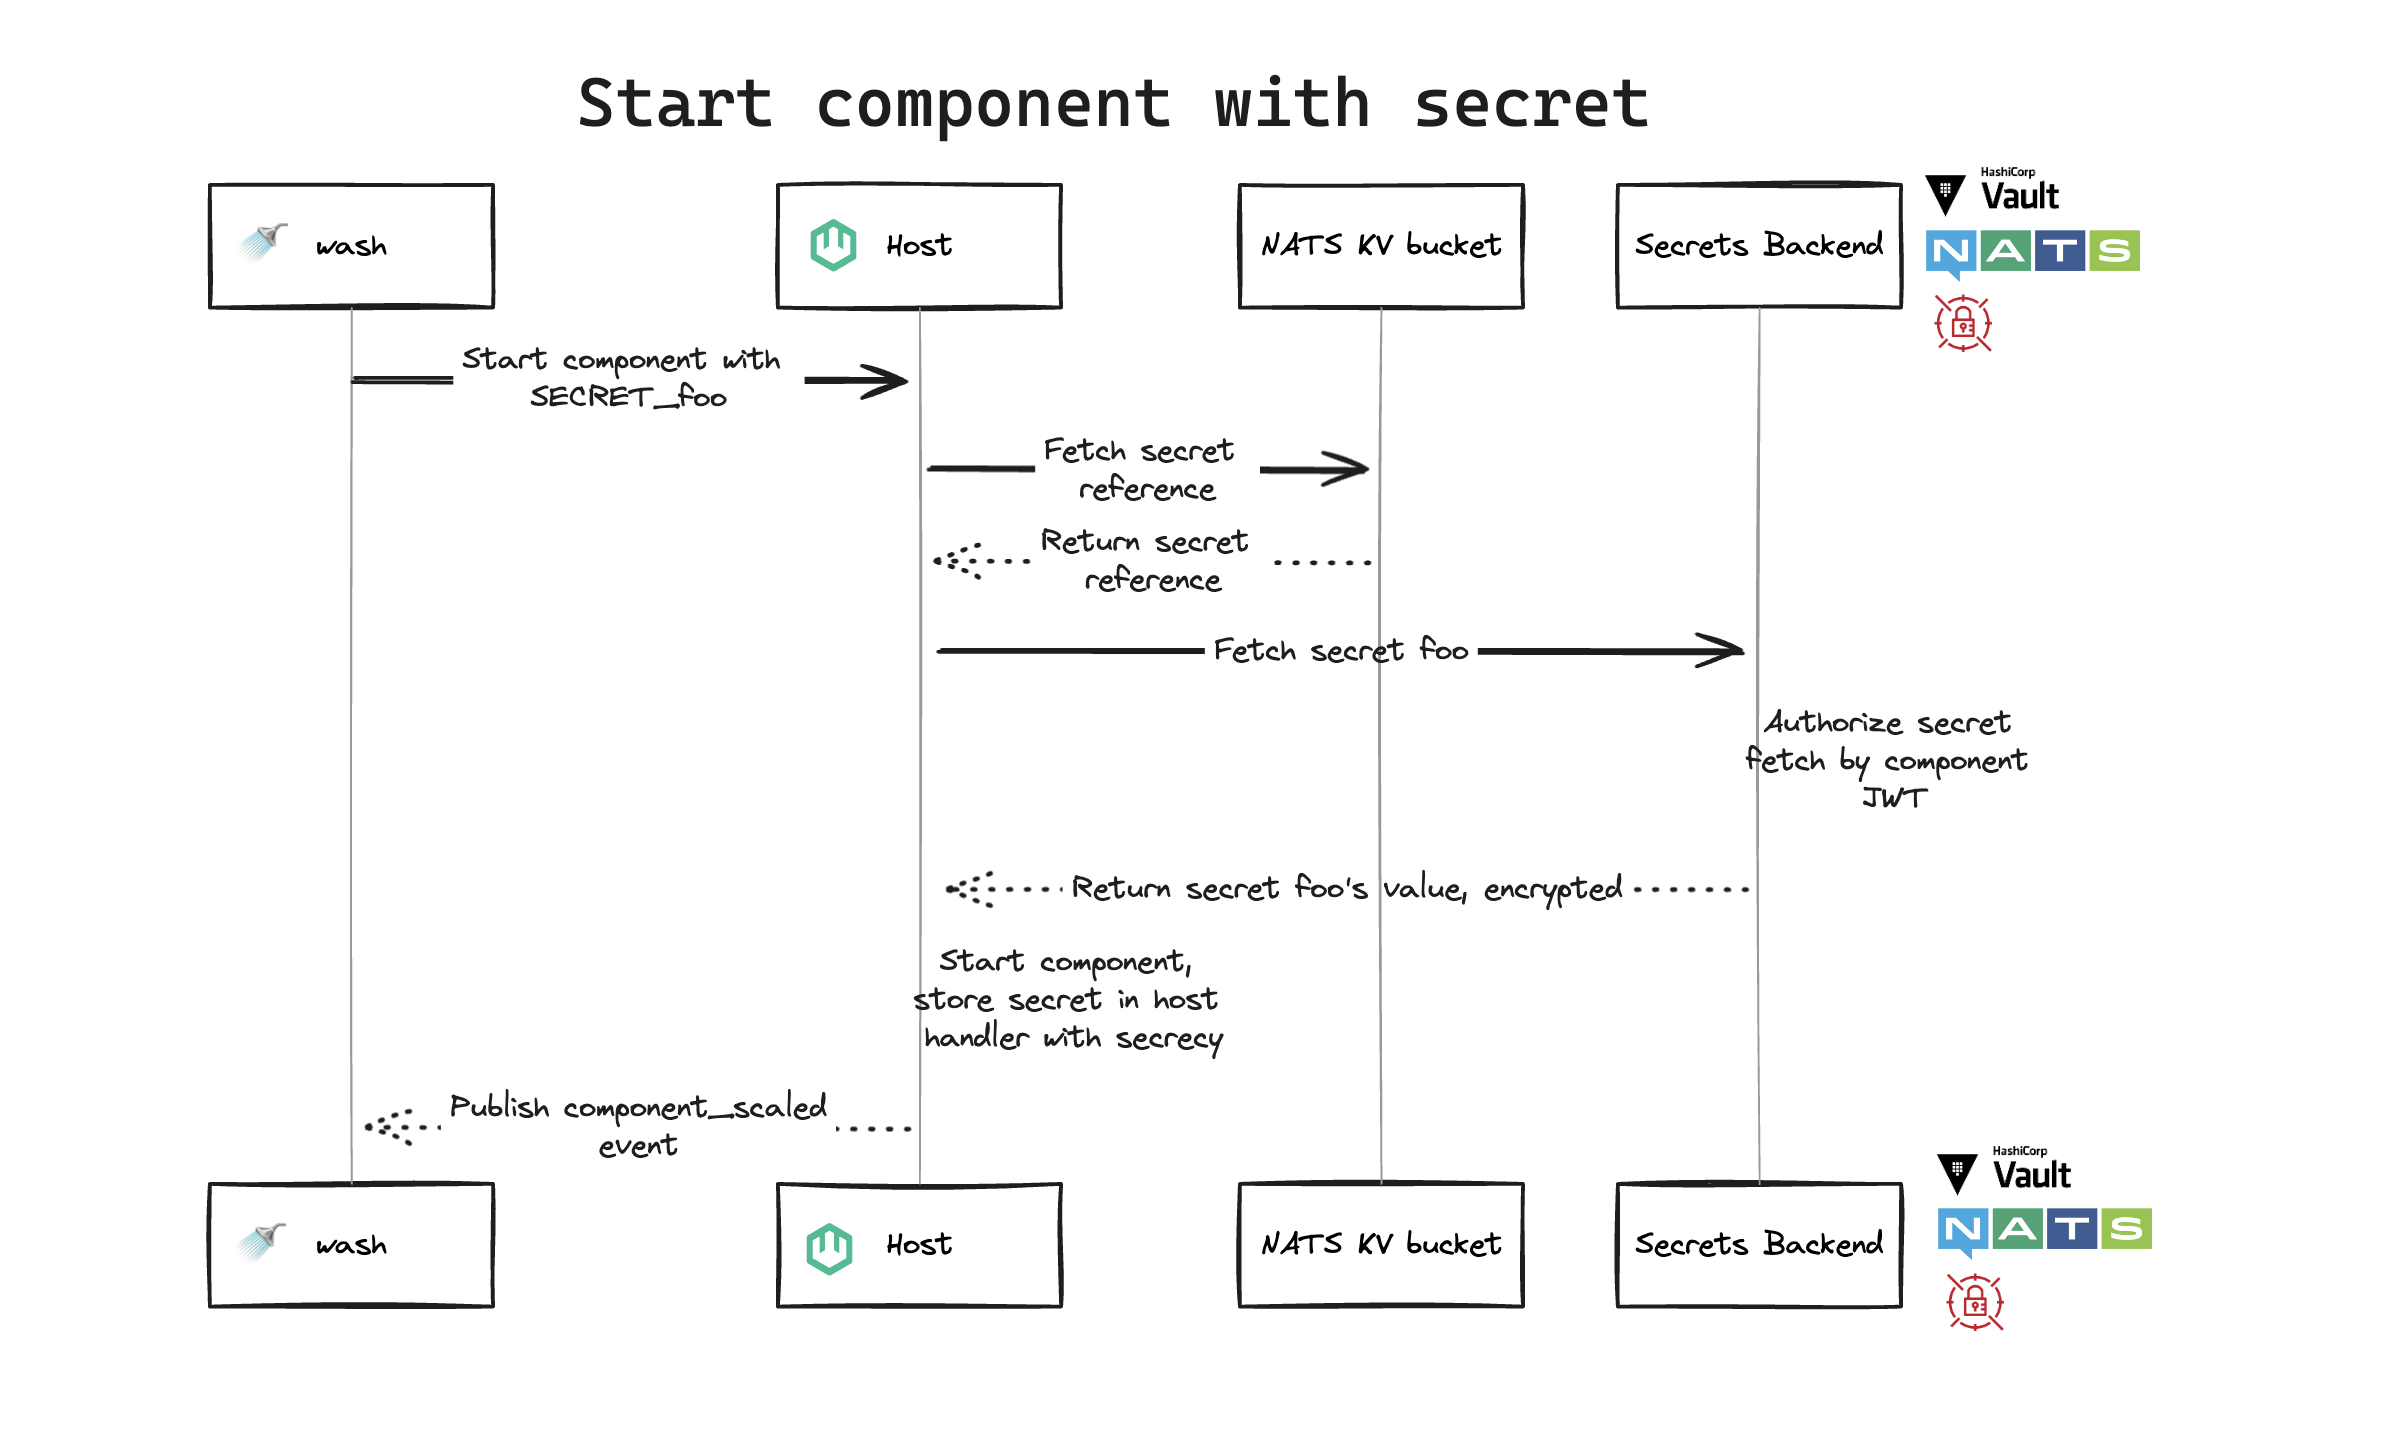 Start component with secret
wash
Host
NATS KV bucket
Secrets Backend
HashiCorp
Vault
NATS
Start component with
SECRET_foo
Fetch secret
reference
Return secret
reference
Fetch secret foo
Authorize secret
fetch by component
JWT
Return secret foo's value, encrypted
Start component,
store secret in host
handler with secrecy
Publish component_scaled
event
wash
Host
NATS KV bucket
Secrets Backend
HashiCorp
Vault
NATS